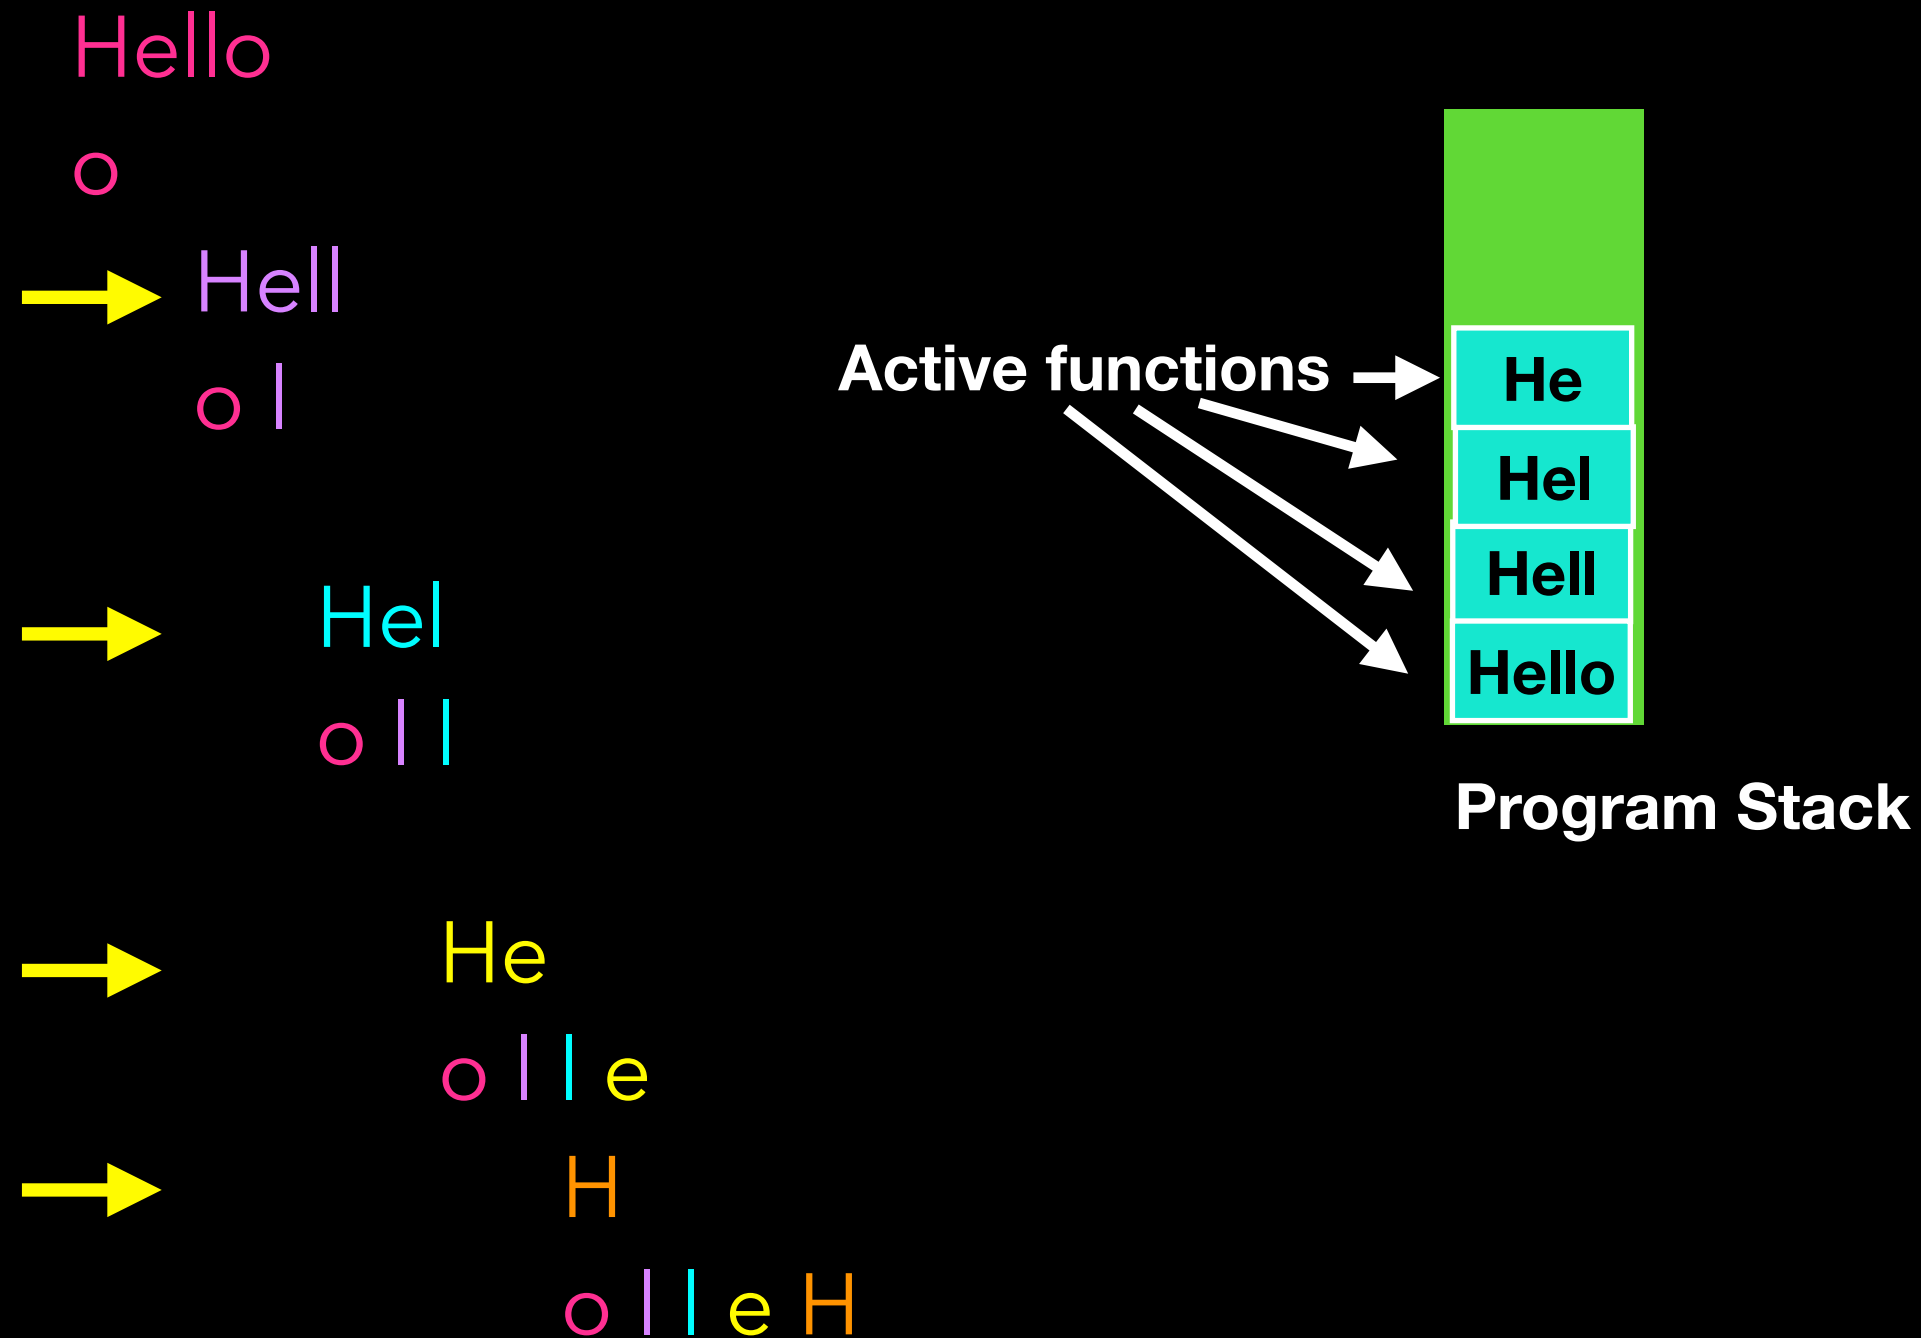 Hello
o
Hell
o l
Hel
o l l
He
o l l e
H
o l l e H
Active functions
He
Hel
Hell
Hello
Program Stack